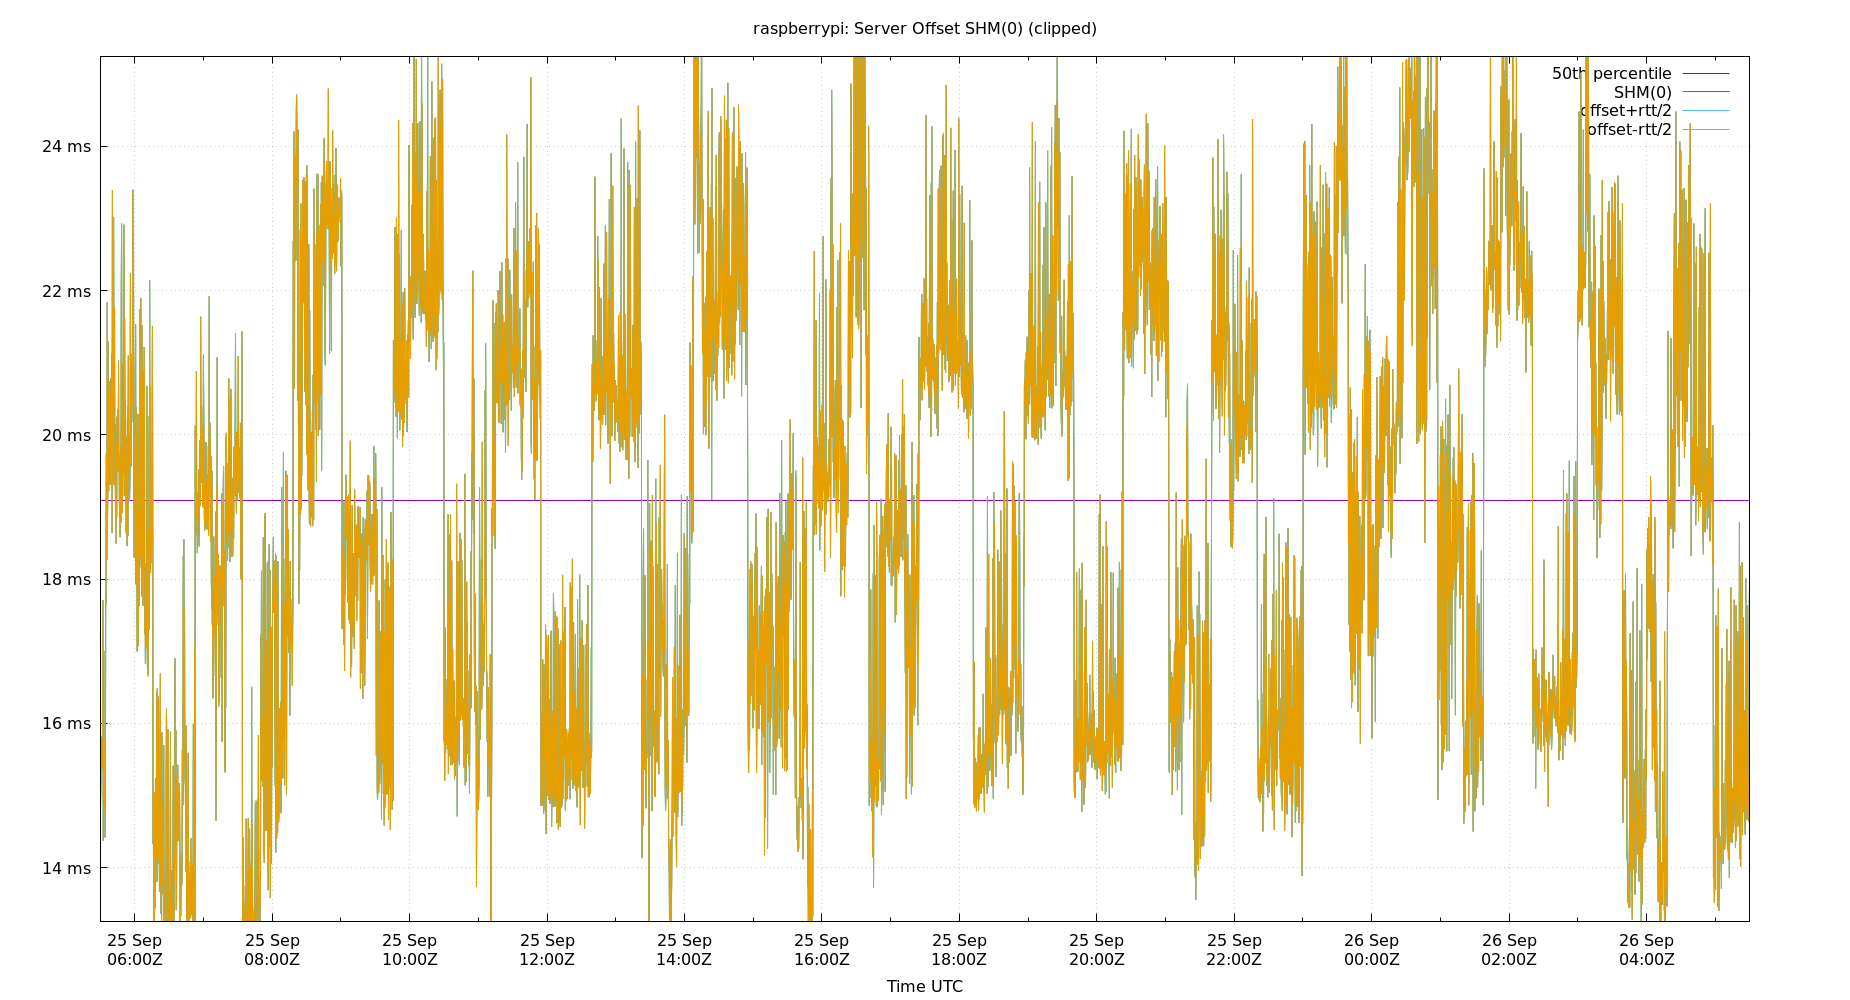 raspberrypi: Server Offset SHM(0) (clipped)
50th percentile
SHM(0)
offset+rtt/2
offset-rtt/2
24 ms
22 ms
20 ms
18 ms
16 ms
14 ms
25 Sep 25 Sep 25 Sep 25 Sep 25 Sep 25 Sep 25 Sep 25 Sep 25 Sep 26 Sep 26 Sep 26 Sep
06:00Z 08:00Z 10:00Z 12:00Z 14:00Z 16:00Z 18:00Z 20:00Z 22:00Z 00:00Z 02:00Z 04:00Z
Time UTC